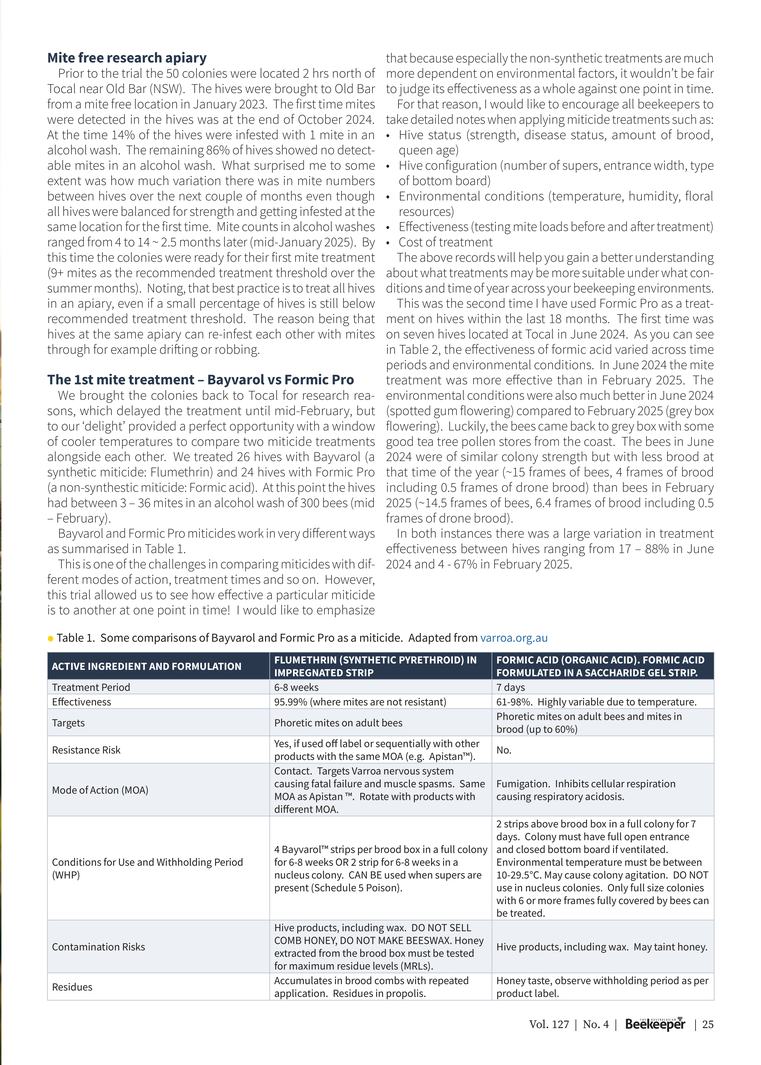 Mite free research apiary
Prior to the trial the 50 colonies were located 2 hrs north of
Tocal near Old Bar (NSW). The hives were brought to Old Bar
from a mite free location in January 2023. The first time mites
were detected in the hives was at the end of October 2024.
At the time 14% of the hives were infested with 1 mite in an
alcohol wash. The remaining 86% of hives showed no detect-
able mites in an alcohol wash. What surprised me to some
extent was how much variation there was in mite numbers
between hives over the next couple of months even though
all hives were balanced for strength and getting infested at the
same location for the first time. Mite counts in alcohol washes
ranged from 4 to 14 ~ 2.5 months later (mid-January 2025). By
this time the colonies were ready for their first mite treatment
(9+ mites as the recommended treatment threshold over the
summer months). Noting, that best practice is to treat all hives
in an apiary, even if a small percentage of hives is still below
recommended treatment threshold. The reason being that
hives at the same apiary can re-infest each other with mites
through for example drifting or robbing.
The 1st mite treatment – Bayvarol vs Formic Pro
We brought the colonies back to Tocal for research rea-
sons, which delayed the treatment until mid-February, but
to our ‘delight’ provided a perfect opportunity with a window
of cooler temperatures to compare two miticide treatments
alongside each other. We treated 26 hives with Bayvarol (a
synthetic miticide: Flumethrin) and 24 hives with Formic Pro
(a non-synthestic miticide: Formic acid). At this point the hives
had between 3 – 36 mites in an alcohol wash of 300 bees (mid
– February).
Bayvarol and Formic Pro miticides work in very different ways
as summarised in Table 1.
This is one of the challenges in comparing miticides with dif-
ferent modes of action, treatment times and so on. However,
this trial allowed us to see how effective a particular miticide
is to another at one point in time! I would like to emphasize
that because especially the non-synthetic treatments are much
more dependent on environmental factors, it wouldn’t be fair
to judge its effectiveness as a whole against one point in time.
For that reason, I would like to encourage all beekeepers to
take detailed notes when applying miticide treatments such as:
• Hive status (strength, disease status, amount of brood,
queen age)
• Hive configuration (number of supers, entrance width, type
of bottom board)
• Environmental conditions (temperature, humidity, floral
resources)
• Effectiveness (testing mite loads before and after treatment)
• Cost of treatment
The above records will help you gain a better understanding
about what treatments may be more suitable under what con-
ditions and time of year across your beekeeping environments.
This was the second time I have used Formic Pro as a treat-
ment on hives within the last 18 months. The first time was
on seven hives located at Tocal in June 2024. As you can see
in Table 2, the effectiveness of formic acid varied across time
periods and environmental conditions. In June 2024 the mite
treatment was more effective than in February 2025. The
environmental conditions were also much better in June 2024
(spotted gum flowering) compared to February 2025 (grey box
flowering). Luckily, the bees came back to grey box with some
good tea tree pollen stores from the coast. The bees in June
2024 were of similar colony strength but with less brood at
that time of the year (~15 frames of bees, 4 frames of brood
including 0.5 frames of drone brood) than bees in February
2025 (~14.5 frames of bees, 6.4 frames of brood including 0.5
frames of drone brood).
In both instances there was a large variation in treatment
effectiveness between hives ranging from 17 – 88% in June
2024 and 4 - 67% in February 2025.
Table 1. Some comparisons of Bayvarol and Formic Pro as a miticide. Adapted from varroa.org.au
ACTIVE INGREDIENT AND FORMULATION
FLUMETHRIN (SYNTHETIC PYRETHROID) IN
IMPREGNATED STRIP
FORMIC ACID (ORGANIC ACID). FORMIC ACID
FORMULATED IN A SACCHARIDE GEL STRIP.
Treatment Period
6-8 weeks
7 days
Effectiveness
95.99% (where mites are not resistant)
61-98%. Highly variable due to temperature.
Targets
Phoretic mites on adult bees
Phoretic mites on adult bees and mites in
brood (up to 60%)
Resistance Risk
Yes, if used off label or sequentially with other
products with the same MOA (e.g. Apistan™).
No.
Mode of Action (MOA)
Contact. Targets Varroa nervous system
causing fatal failure and muscle spasms. Same
MOA as Apistan ™. Rotate with products with
different MOA.
Fumigation. Inhibits cellular respiration
causing respiratory acidosis.
Conditions for Use and Withholding Period
(WHP)
4 Bayvarol™ strips per brood box in a full colony
for 6-8 weeks OR 2 strip for 6-8 weeks in a
nucleus colony. CAN BE used when supers are
present (Schedule 5 Poison).
2 strips above brood box in a full colony for 7
days. Colony must have full open entrance
and closed bottom board if ventilated.
Environmental temperature must be between
10-29.5°C. May cause colony agitation. DO NOT
use in nucleus colonies. Only full size colonies
with 6 or more frames fully covered by bees can
be treated.
Contamination Risks
Hive products, including wax. DO NOT SELL
COMB HONEY, DO NOT MAKE BEESWAX. Honey
extracted from the brood box must be tested
for maximum residue levels (MRLs).
Hive products, including wax. May taint honey.
Residues
Accumulates in brood combs with repeated
application. Residues in propolis.
Honey taste, observe withholding period as per
product label.
Vol. 127 | No. 4 | Beekeeper | 25